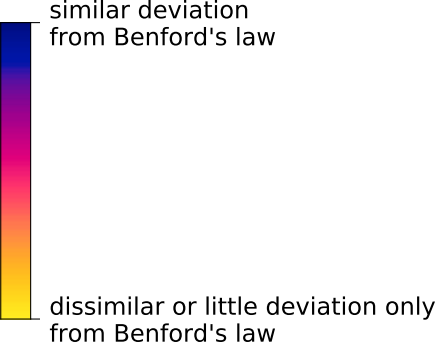 similar deviation
from Benford's law
dissimilar or little deviation only
from Benford's law